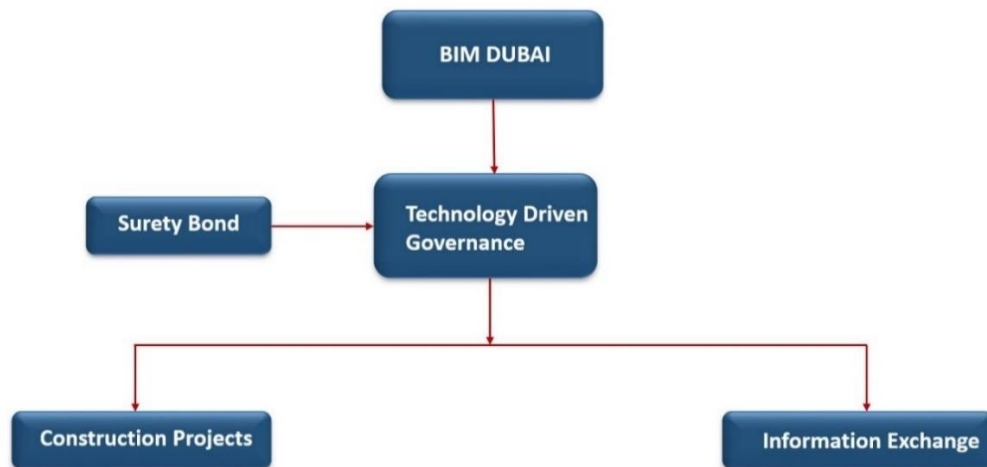 BIM DUBAI
Surety Bond
Technology Driven
Governance
Construction Projects
Information Exchange